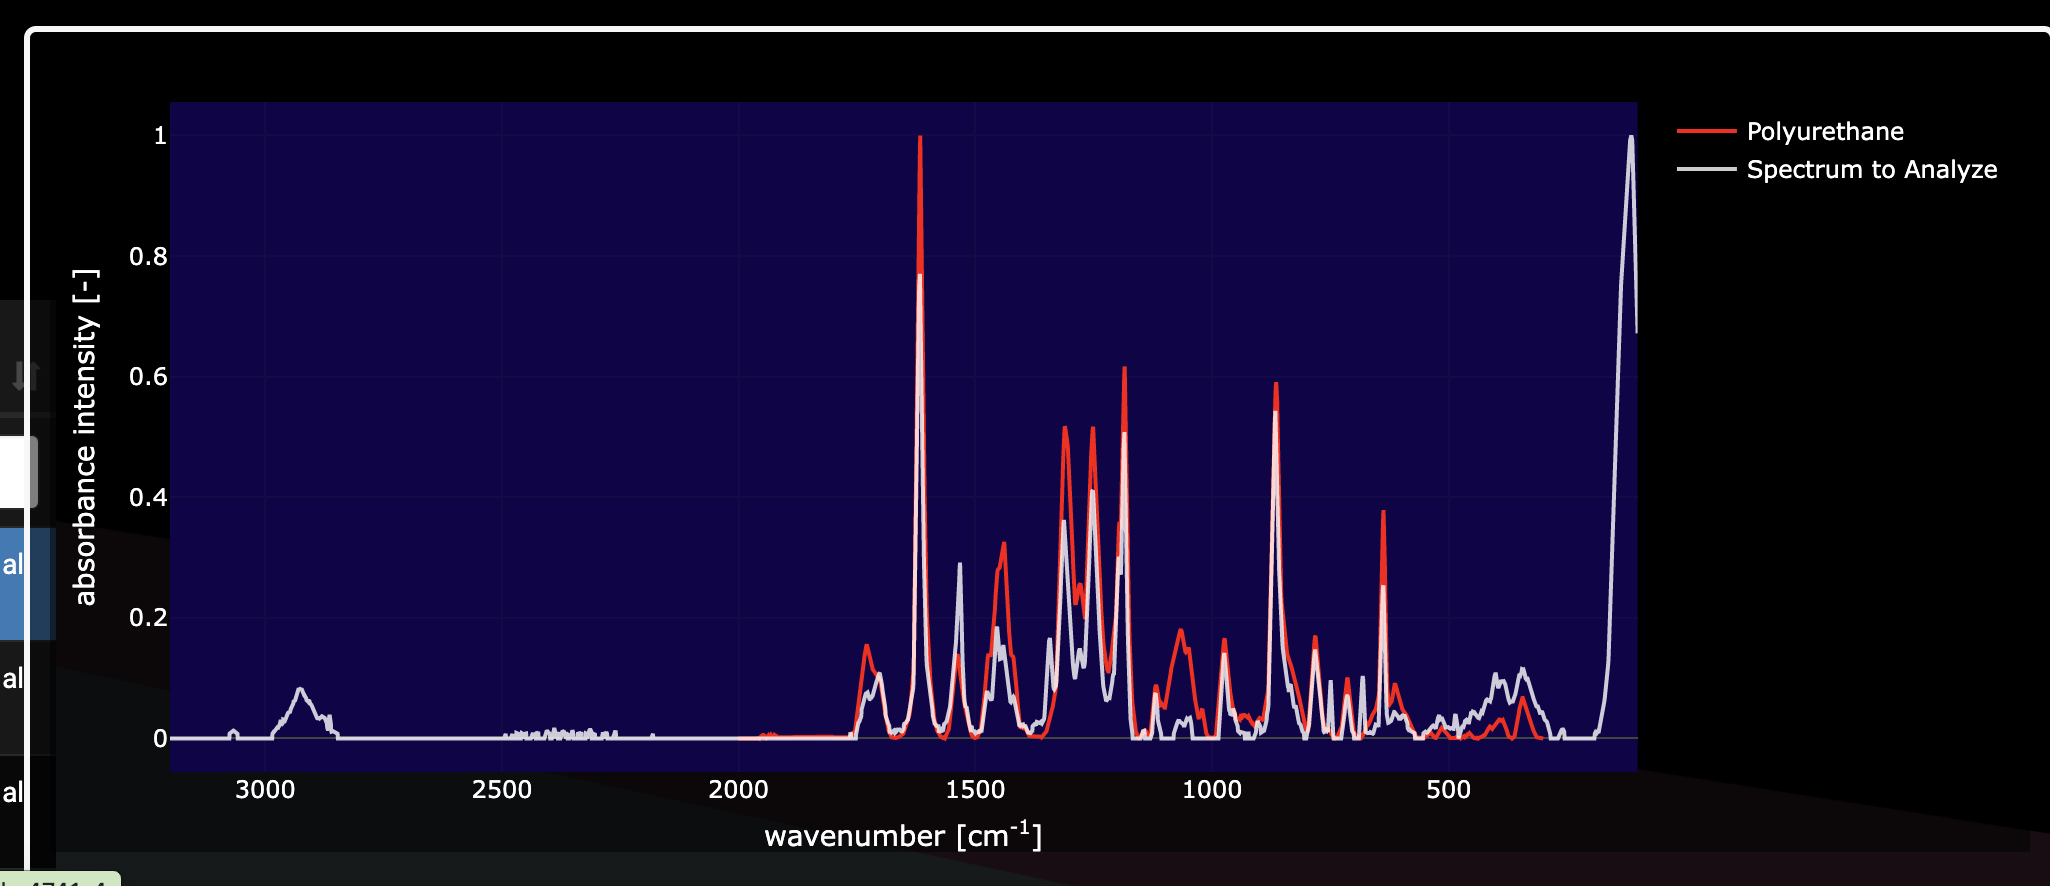 Polyurethane
Spectrum to Analyze
1
0.8
0.6
0.4
0.2
0
absorbance intensity [-]
3000 2500 2000 1500 1000 500
wavenumber [cm-1]
al
al
al